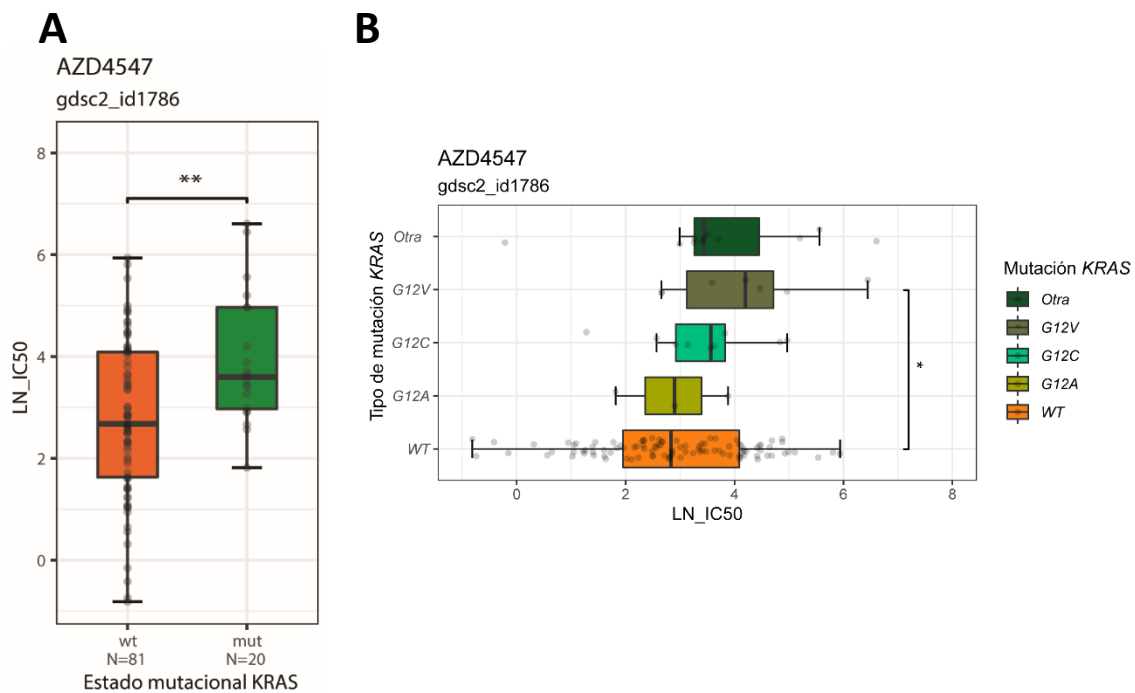 A
AZD4547
gdsc2_id1786
**
LN_IC50
8
6
4
2
0
wt
N=81
mut
N=20
Estado mutacional KRAS
B
AZD4547
gdsc2_id1786
Tipo de mutación KRAS
Otra
G12V
G12C
G12A
WT
*
0
2
4
6
8
LN_IC50
Mutación KRAS
Otra
G12V
G12C
G12A
WT